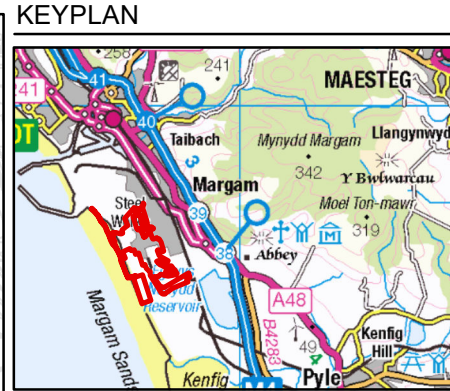 KEYPLAN
258
241
41
241
MAESTEG
40
Taibach
Mynydd Margam
Llangynwyd
3
342
Y Bwlwarcau
Margam
Moel Ton-mawr
Steel
39
319
38
Abbey
Reservoir
A48
Margam Sands
B4283
49
4
Kenfig
Hill
Kenfig
Pyle